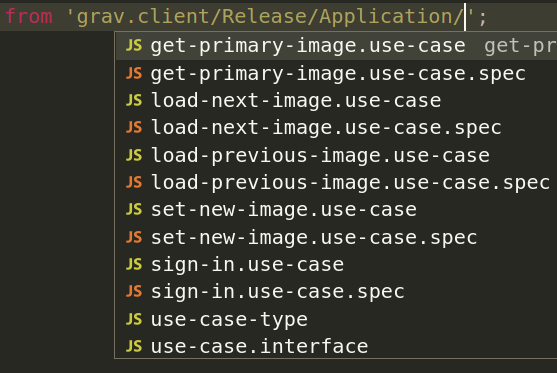 from 'grav.client/Release/Application/';
JS get-primary-image.use-case get-pr
JS get-primary-image.use-case.spec
JS load-next-image.use-case
JS load-next-image.use-case.spec
JS load-previous-image.use-case
JS load-previous-image.use-case.spec
JS set-new-image.use-case
JS set-new-image.use-case.spec
JS sign-in.use-case
JS sign-in.use-case.spec
JS use-case-type
JS use-case.interface